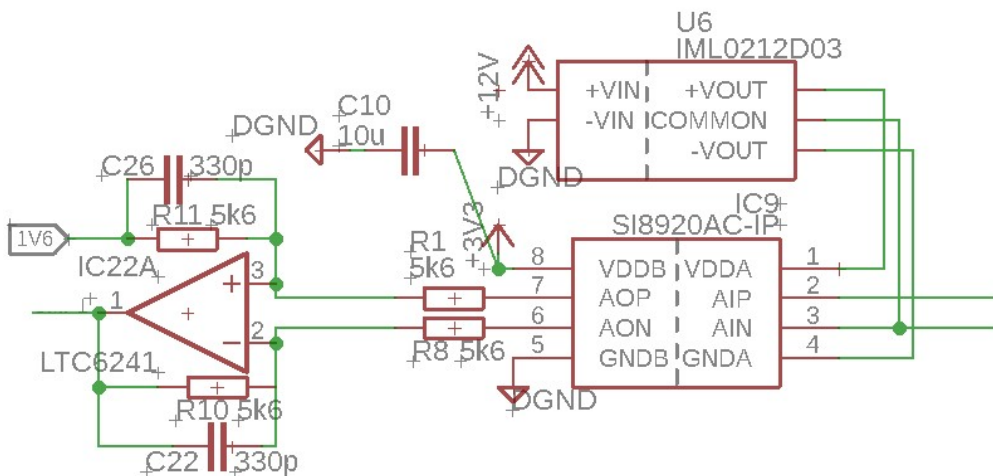 U6
IML0212D03
+12V
+VIN
+VOUT
-VIN
COMMON
-VOUT
DGND
C10
10u
DGND
C26
330p
R11
5k6
1V6
IC22A
3
+
1
2
-
LTC6241
R10
5k6
C22
330p
R1
5k6
R8
5k6
+3V3
IC9
SI8920AC-IP
8
VDDB
VDDA
1
7
AOP
AIP
2
6
AON
AIN
3
5
GNDB
GNDA
4
DGND